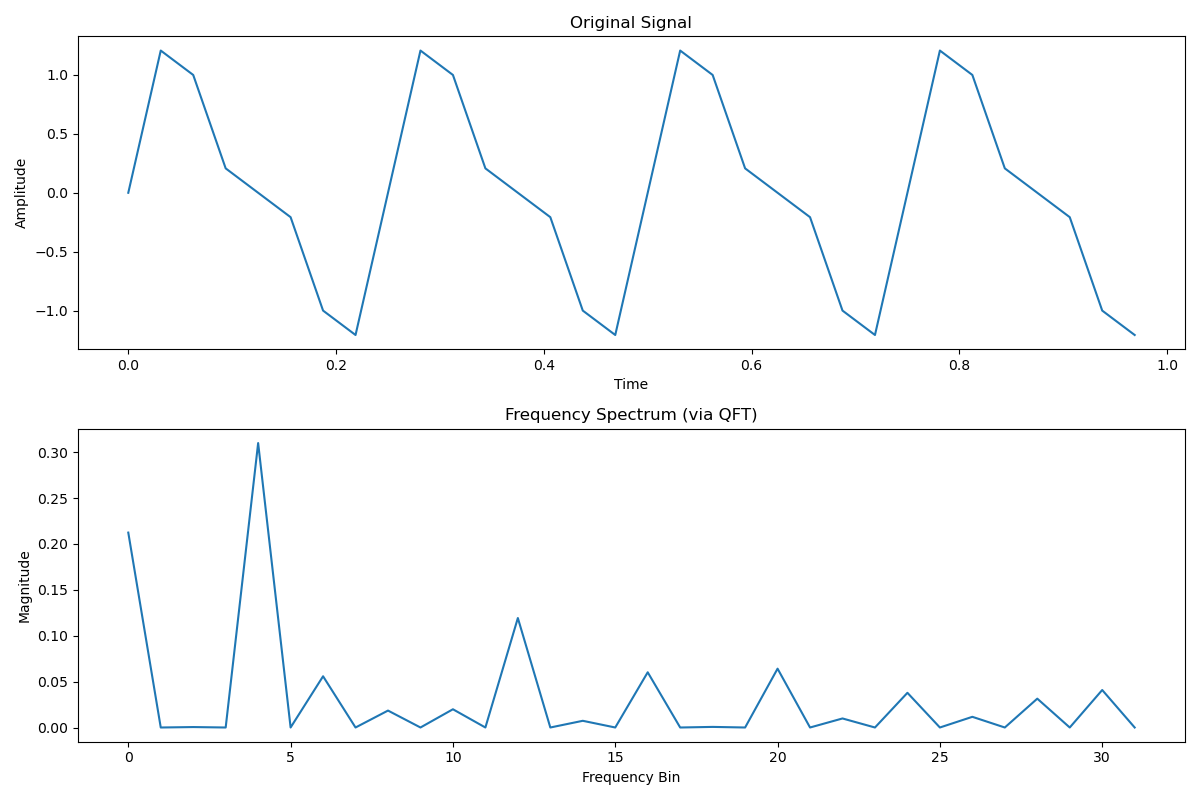 Original Signal
1.0
0.5
0.0
−0.5
−1.0
Amplitude
0.0 0.2 0.4 0.6 0.8 1.0
Time
Frequency Spectrum (via QFT)
0.30
0.25
0.20
0.15
0.10
0.05
0.00
Magnitude
0 5 10 15 20 25 30
Frequency Bin